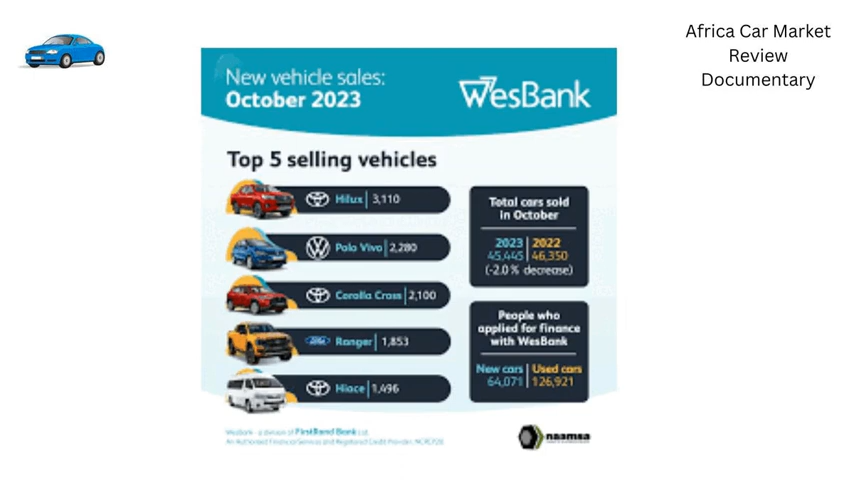 Africa Car Market
Review
Documentary
New vehicle sales:
October 2023
WesBank
Top 5 selling vehicles
Hilux 3,110
Polo Vivo 2,280
Corolla Cross 2,100
Ford Ranger 1,853
Hiace 1,496
Total cars sold
in October
2023 2022
45,445 46,350
(-2.0% decrease)
People who
applied for finance
with WesBank
New cars Used cars
64,071 126,921
WesBank - a division of FirstRand Bank Ltd.
An Authorised Financial Services and Registered Credit Provider.
naamsa